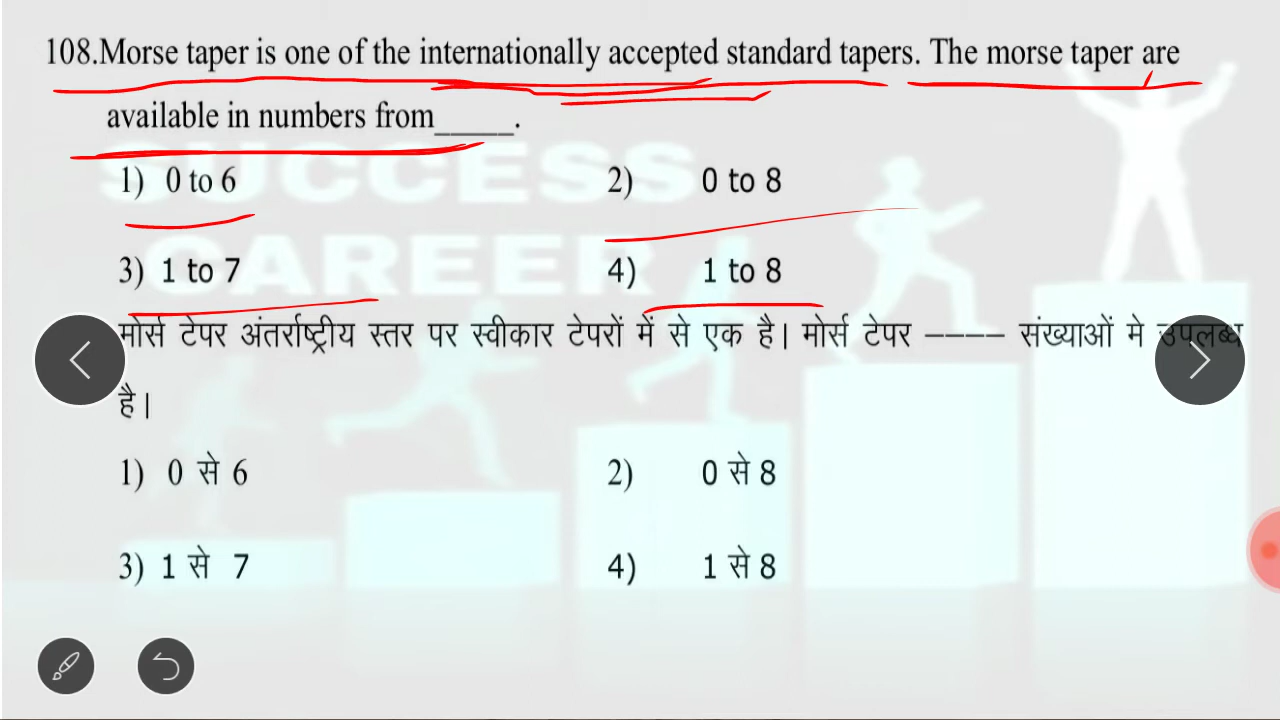 108.Morse taper is one of the internationally accepted standard tapers. The morse taper are
available in numbers from_____.
1) 0 to 6 2) 0 to 8
3) 1 to 7 4) 1 to 8
मोर्स टेपर अंतर्राष्ट्रीय स्तर पर स्वीकार टेपरों में से एक है। मोर्स टेपर –––– संख्याओं मे उपलब्ध
है।
1) 0 से 6 2) 0 से 8
3) 1 से 7 4) 1 से 8
SUCCESS
CAREER